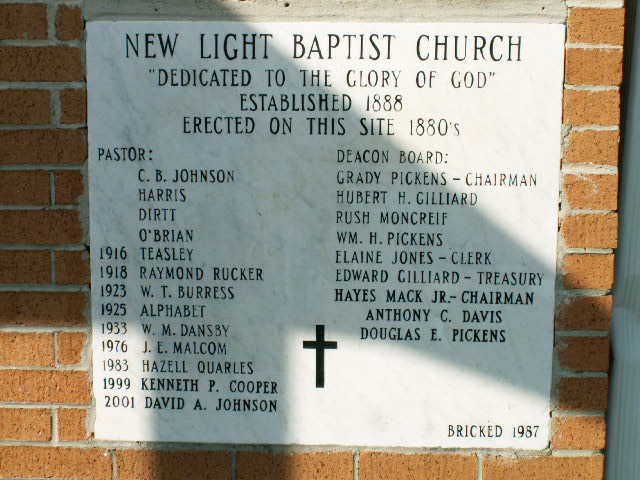 NEW LIGHT BAPTIST CHURCH
"DEDICATED TO THE GLORY OF GOD"
ESTABLISHED 1888
ERECTED ON THIS SITE 1880's
PASTOR:
C. B. JOHNSON
HARRIS
DIRTT
O'BRIAN
1916 TEASLEY
1918 RAYMOND RUCKER
1923 W. T. BURRESS
1925 ALPHABET
1933 W. M. DANSBY
1976 J. E. MALCOM
1983 HAZELL QUARLES
1999 KENNETH P. COOPER
2001 DAVID A. JOHNSON
DEACON BOARD:
GRADY PICKENS - CHAIRMAN
HUBERT H. GILLIARD
RUSH MONCREIF
WM. H. PICKENS
ELAINE JONES - CLERK
EDWARD GILLIARD - TREASURY
HAYES MACK JR. - CHAIRMAN
ANTHONY C. DAVIS
DOUGLAS E. PICKENS
BRICKED 1987